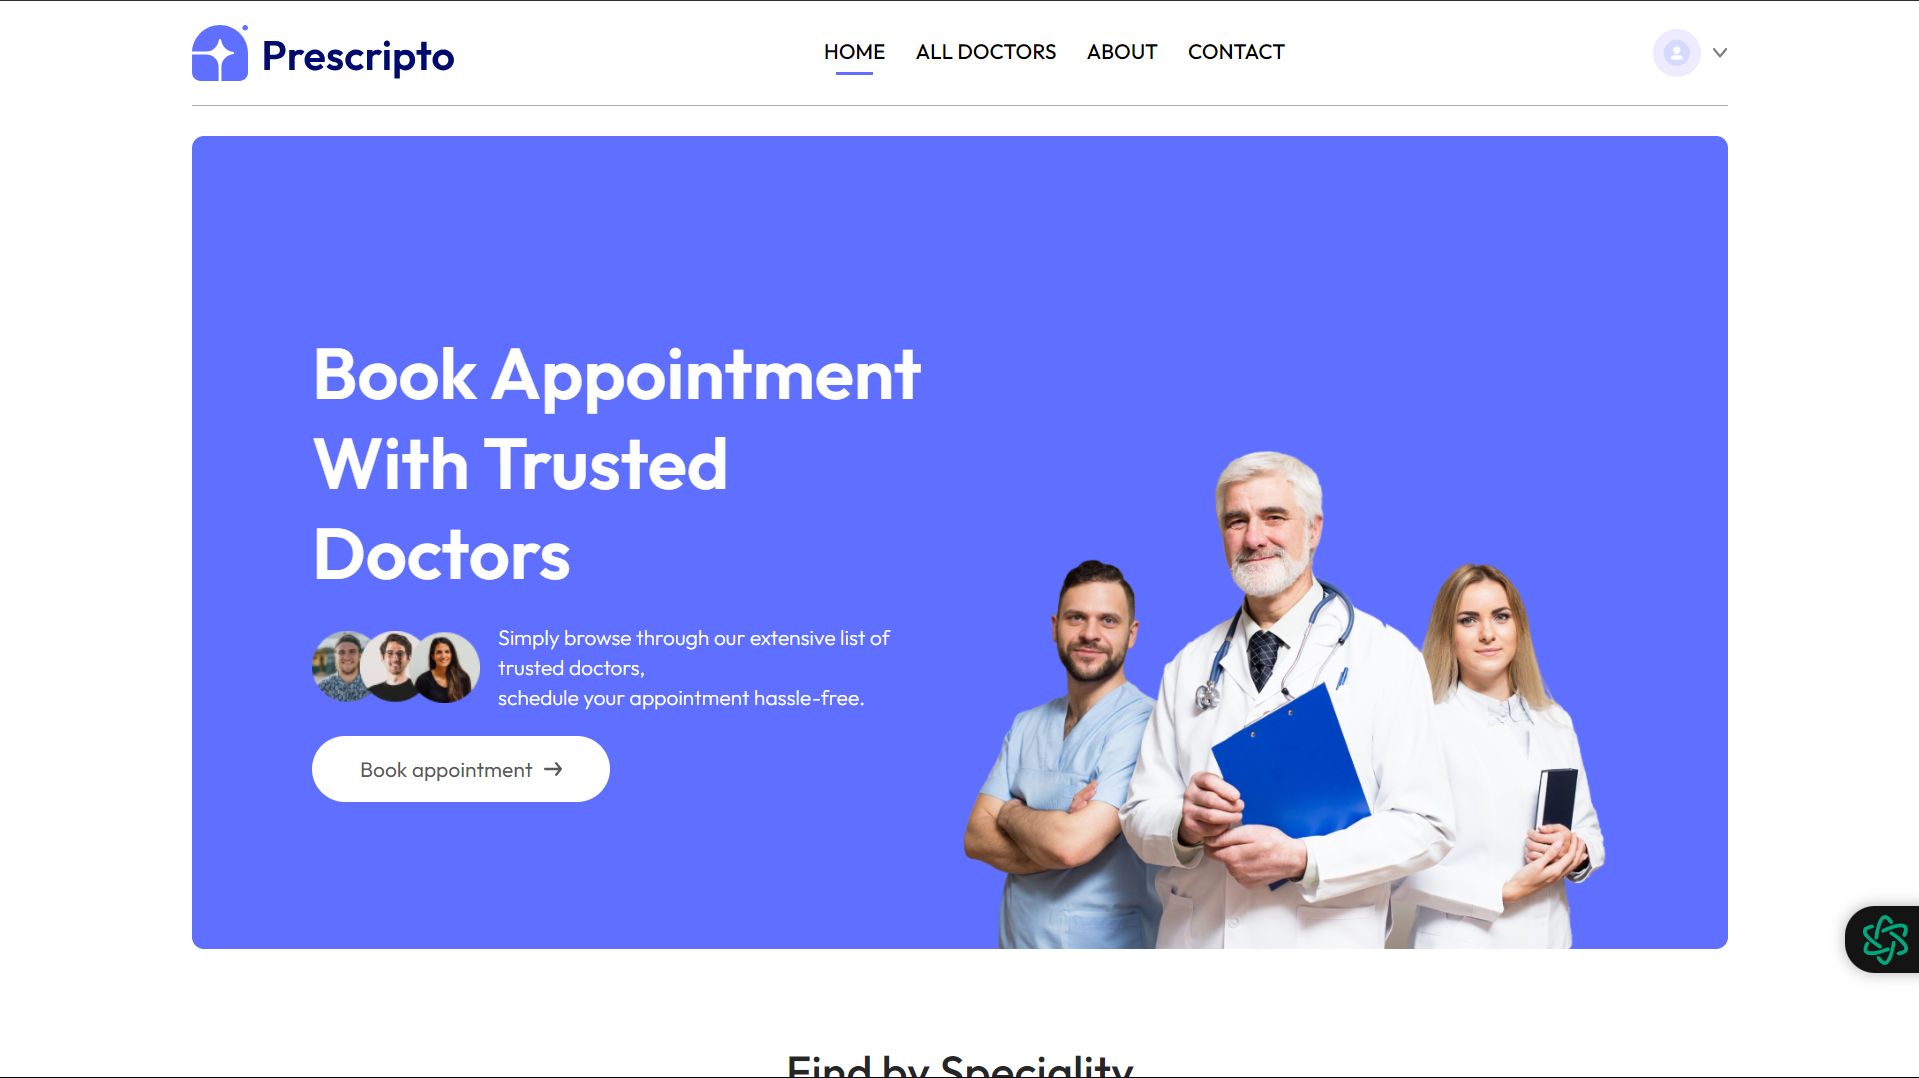 Prescripto
HOME
ALL DOCTORS
ABOUT
CONTACT
Book Appointment
With Trusted
Doctors
Simply browse through our extensive list of
trusted doctors,
schedule your appointment hassle-free.
Book appointment
Find by Speciality